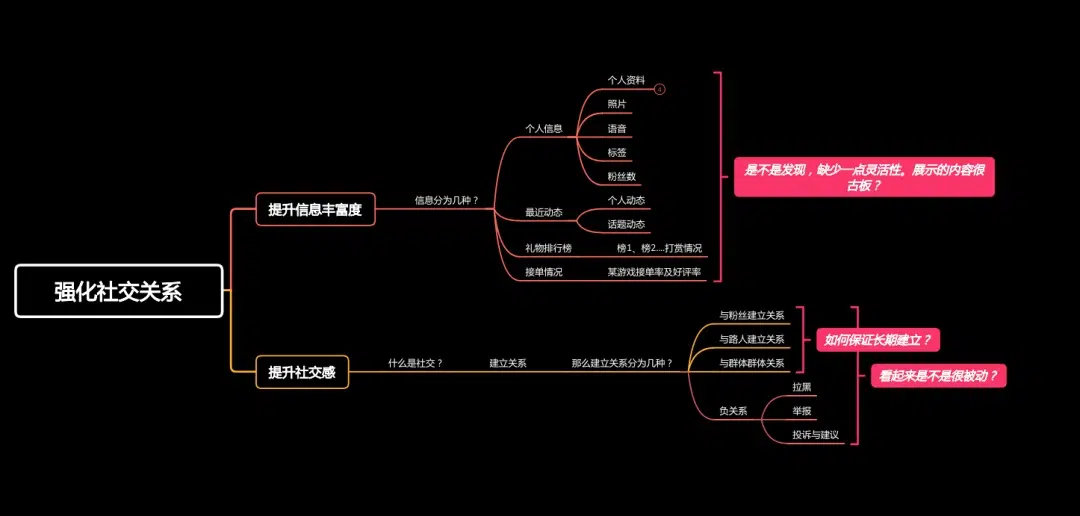 强化社交关系
提升信息丰富度
信息分为几种？
个人信息
个人资料
4
照片
语音
标签
粉丝数
最近动态
个人动态
话题动态
礼物排行榜
榜1、榜2....打赏情况
接单情况
某游戏接单率及好评率
是不是发现，缺少一点灵活性。展示的内容很
古板？
提升社交感
什么是社交？
建立关系
那么建立关系分为几种？
与粉丝建立关系
与路人建立关系
与群体群体关系
负关系
拉黑
举报
投诉与建议
如何保证长期建立？
看起来是不是很被动？